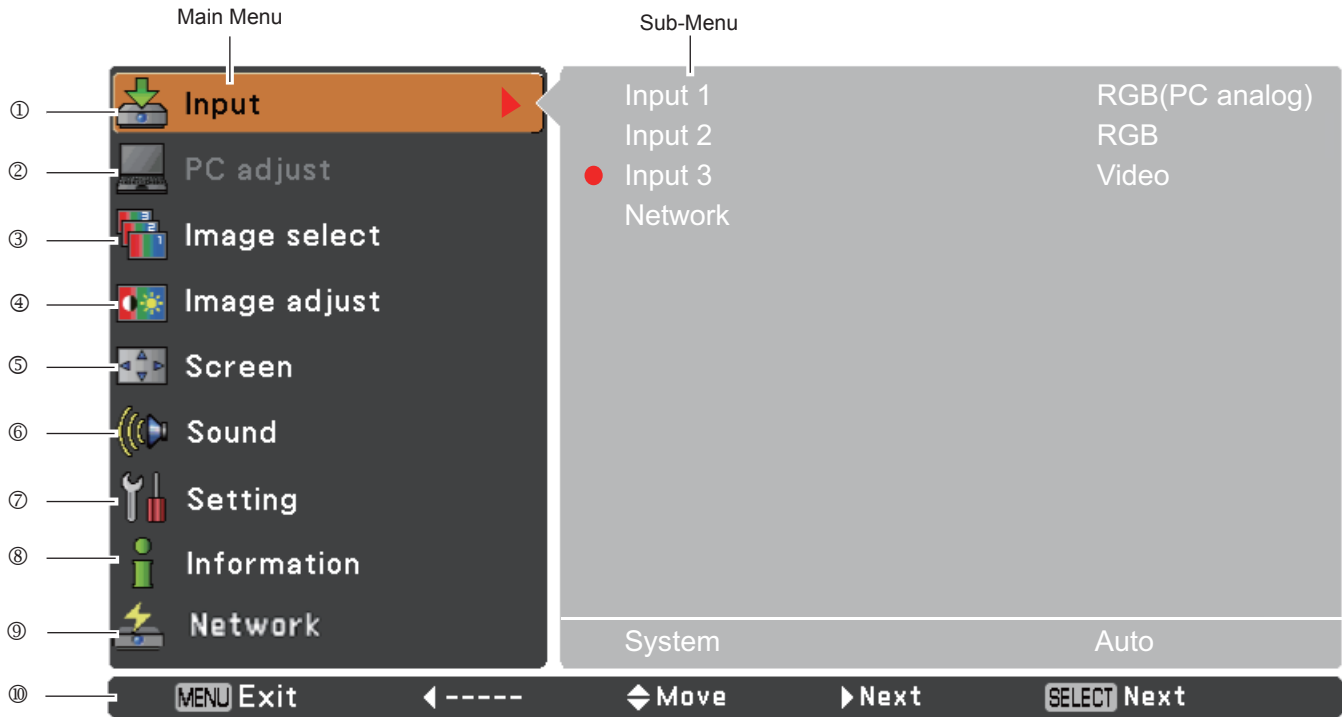 Main Menu
Sub-Menu
① Input
② PC adjust
③ Image select
④ Image adjust
⑤ Screen
⑥ Sound
⑦ Setting
⑧ Information
⑨ Network
Input 1 RGB(PC analog)
Input 2 RGB
Input 3 Video
Network
System Auto
⑩ MENU Exit ----- Move Next SELECT Next